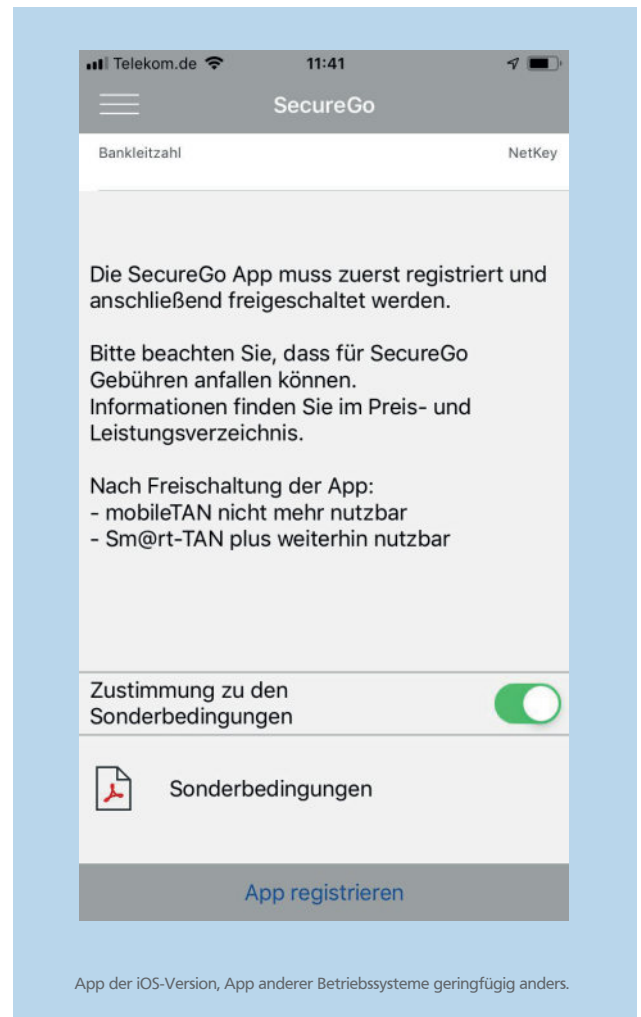 Telekom.de 11:41
SecureGo
Bankleitzahl NetKey
Die SecureGo App muss zuerst registriert und
anschließend freigeschaltet werden.
Bitte beachten Sie, dass für SecureGo
Gebühren anfallen können.
Informationen finden Sie im Preis- und
Leistungsverzeichnis.
Nach Freischaltung der App:
- mobileTAN nicht mehr nutzbar
- Sm@rt-TAN plus weiterhin nutzbar
Zustimmung zu den
Sonderbedingungen
Sonderbedingungen
App registrieren
App der iOS-Version, App anderer Betriebssysteme geringfügig anders.